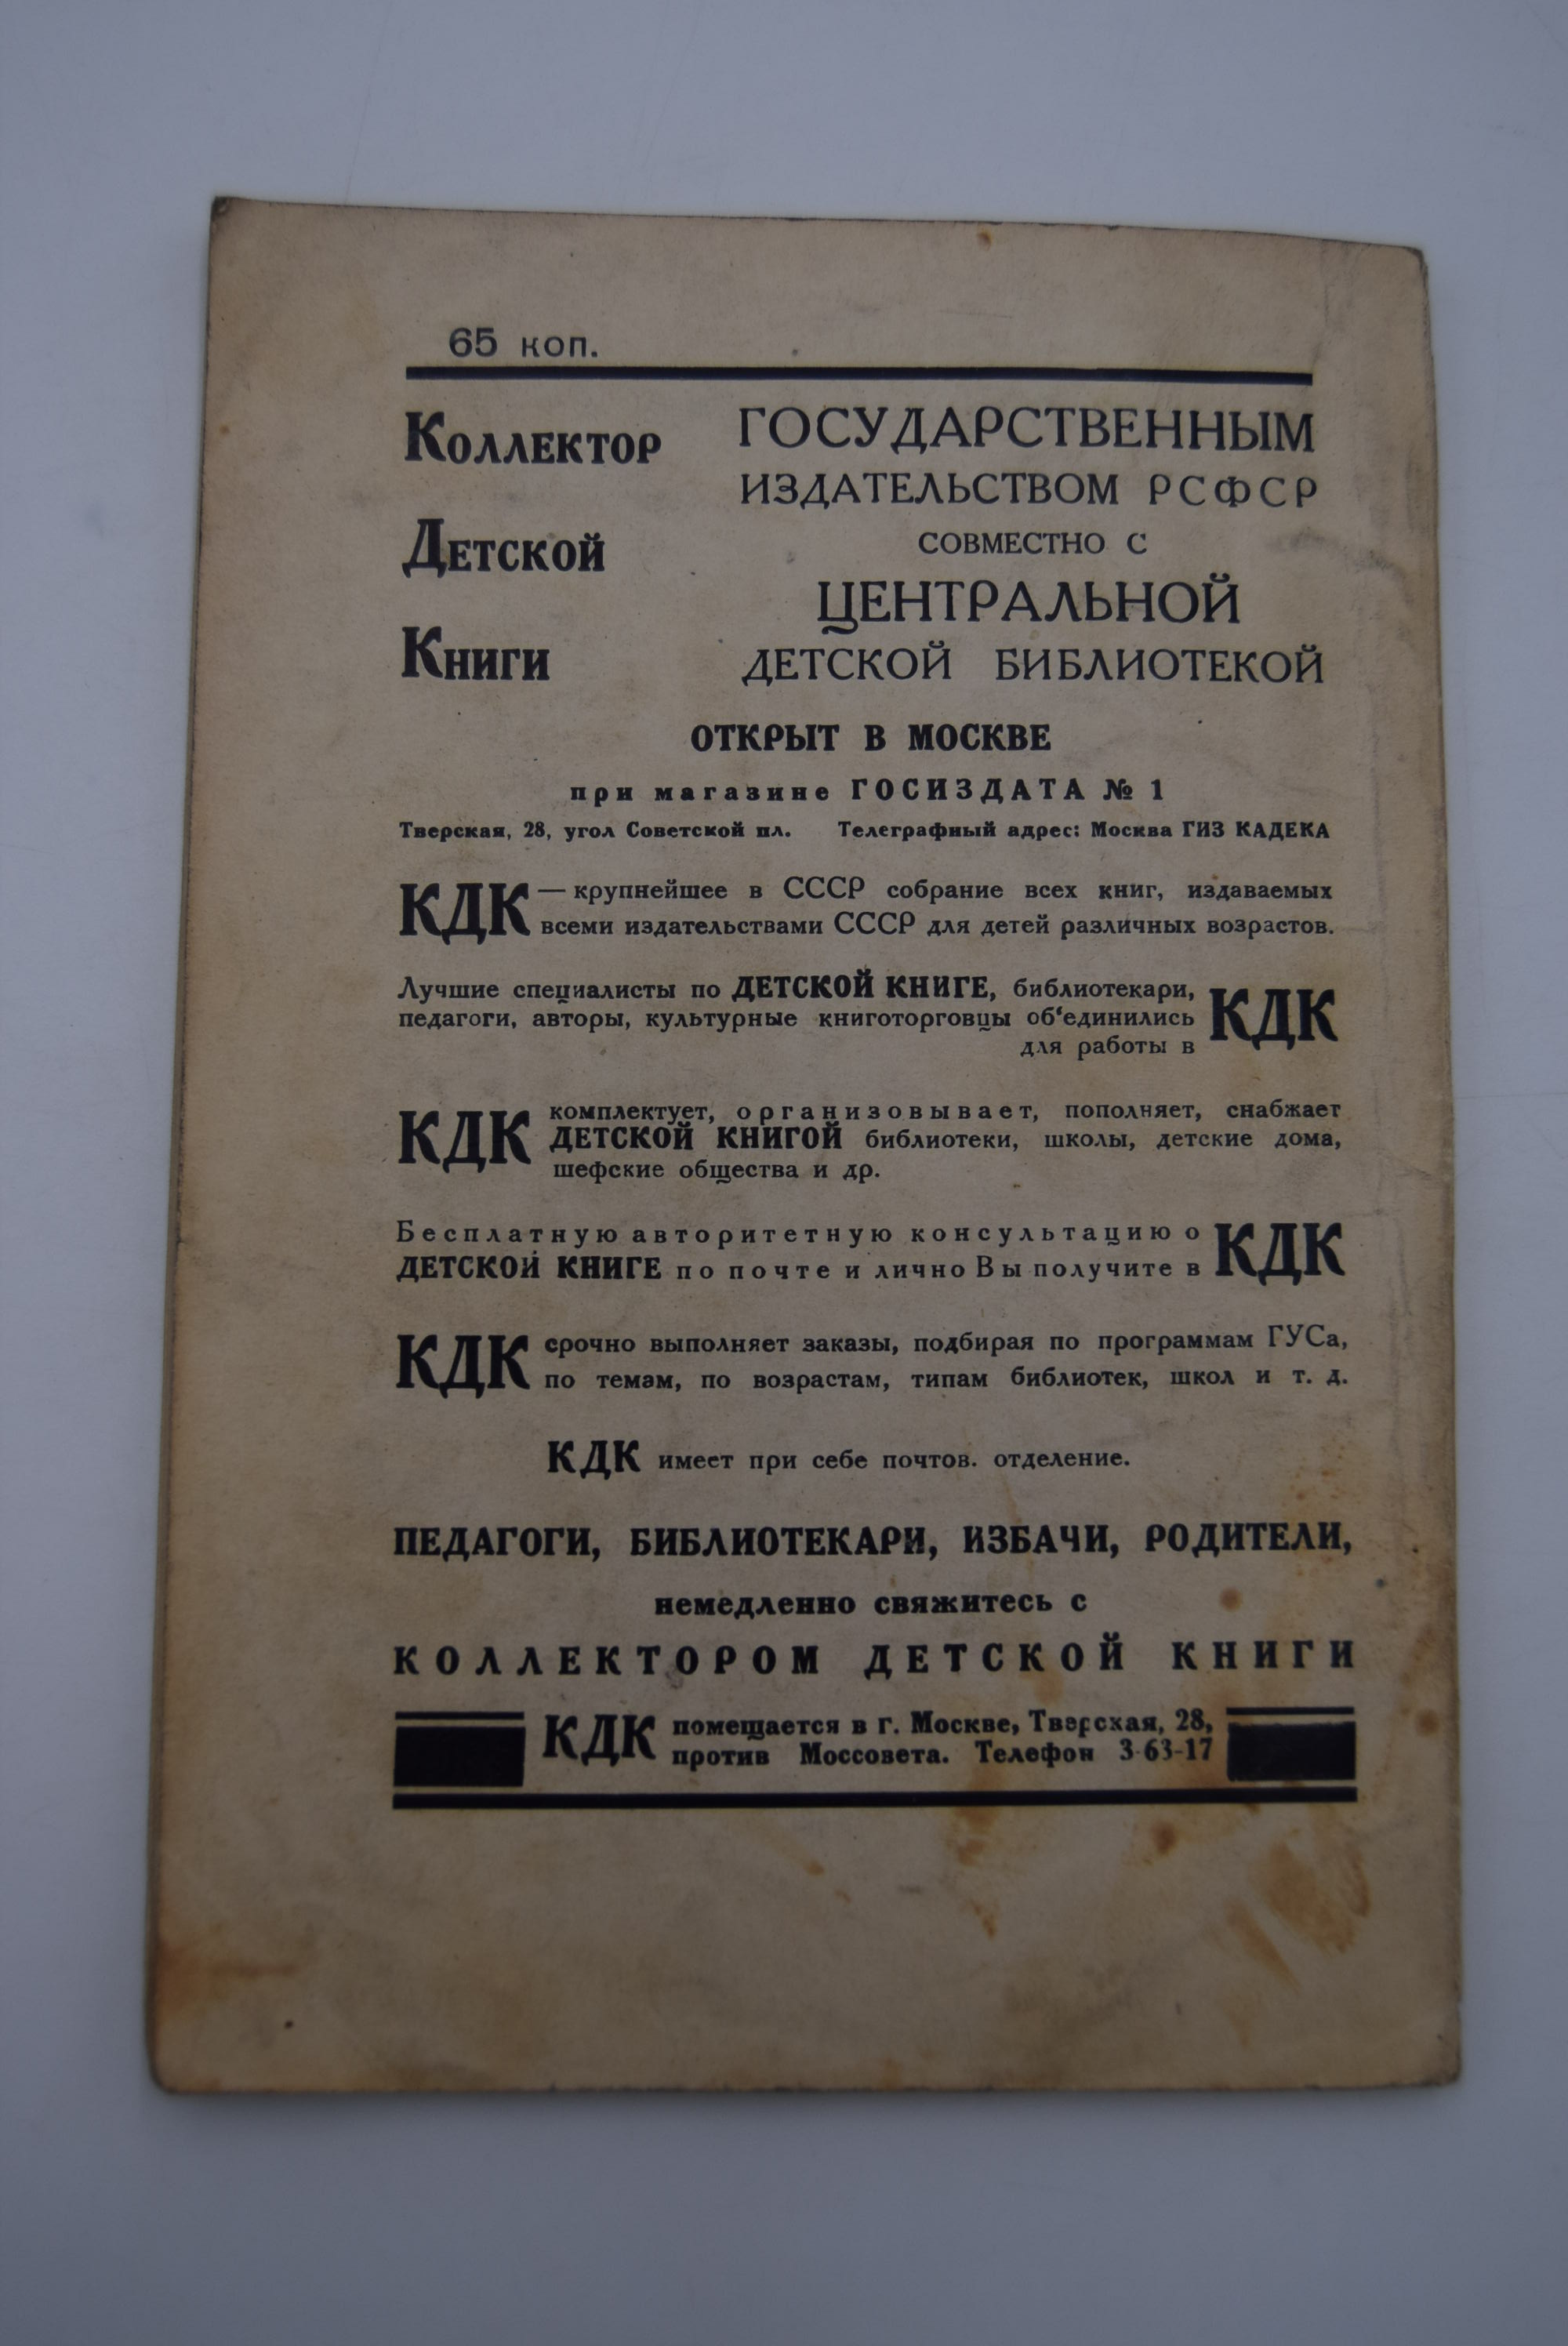 65 коп.
Коллектор
Детской
Книги
ГОСУДАРСТВЕННЫМ
ИЗДАТЕЛЬСТВОМ РСФСР
СОВМЕСТНО С
ЦЕНТРАЛЬНОЙ
ДЕТСКОЙ БИБЛИОТЕКОЙ
ОТКРЫТ В МОСКВЕ
при магазине ГОСИЗДАТА № 1
Тверская, 28, угол Советской пл. Телеграфный адрес: Москва ГИЗ КАДЕКА
КДК — крупнейшее в СССР собрание всех книг, издаваемых
всеми издательствами СССР для детей различных возрастов.
Лучшие специалисты по ДЕТСКОЙ КНИГЕ, библиотекари,
педагоги, авторы, культурные книготорговцы об‘единились
для работы в КДК
КДК комплектует, организовывает, пополняет, снабжает
ДЕТСКОЙ КНИГОЙ библиотеки, школы, детские дома,
шефские общества и др.
Бесплатную авторитетную консультацию о
ДЕТСКОЙ КНИГЕ по почте и лично Вы получите в КДК
КДК срочно выполняет заказы, подбирая по программам ГУСа,
по темам, по возрастам, типам библиотек, школ и т. д.
КДК имеет при себе почтов. отделение.
ПЕДАГОГИ, БИБЛИОТЕКАРИ, ИЗБАЧИ, РОДИТЕЛИ,
немедленно свяжитесь с
КОЛЛЕКТОРОМ ДЕТСКОЙ КНИГИ
КДК помещается в г. Москве, Тверская, 28,
против Моссовета. Телефон 3-63-17